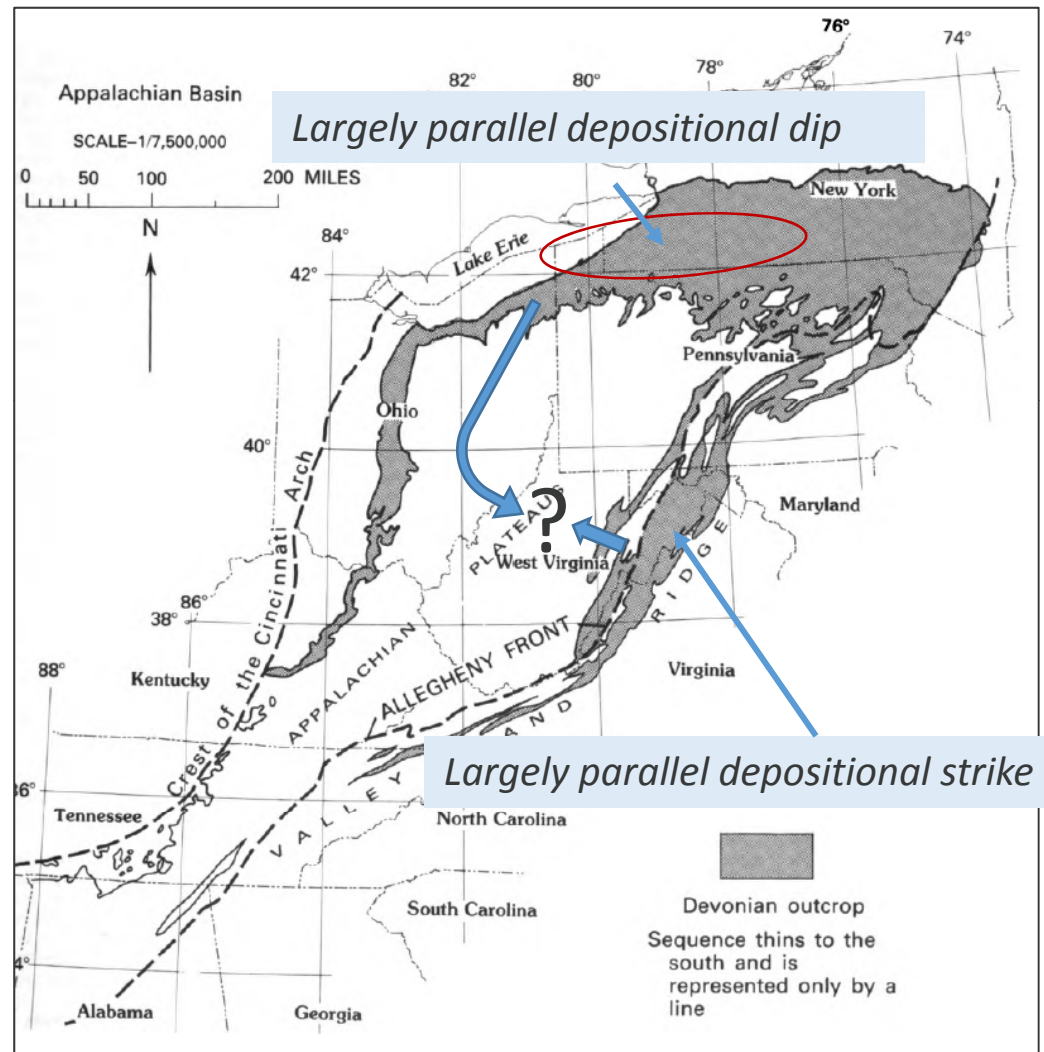 76°
74°
82
80°
78°
Appalachian Basin
SCALE–1/7,500,000
Largely parallel depositional dip
0 50 100 200 MILES
New York
N
84°
Lake Erie
42°
Pennsylvania
Ohio
40°
Crest of the Cincinnati Arch
?
Maryland
APPALACHIAN PLATEAUS
West Virginia
86°
38°
ALLEGHENY FRONT
VALLEY AND RIDGE
88°
Kentucky
Virginia
Largely parallel depositional strike
36°
Tennessee
North Carolina
South Carolina
Devonian outcrop
Sequence thins to the
south and is
represented only by a
line
4°
Alabama
Georgia